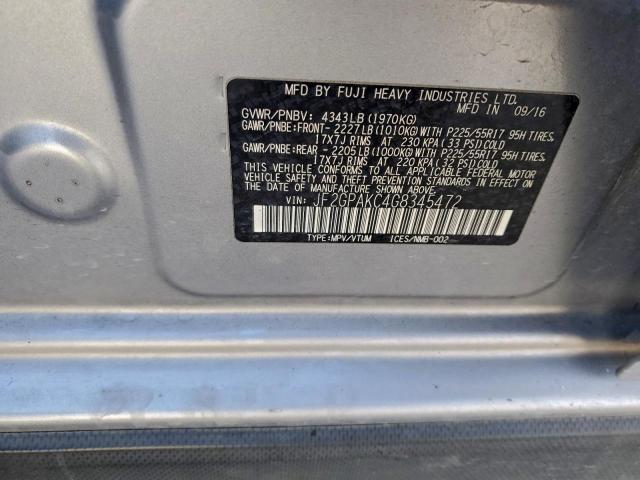 MFD BY FUJI HEAVY INDUSTRIES LTD.
MFD IN 09/16
GVWR/PNBV: 4343LB (1970KG)
GAWR/PNBE:FRONT- 2227LB(1010KG)WITH P225/55R17 95H TIRES.
17X7J RIMS AT 230 KPA ( 33 PSI)COLD
GAWR/PNBE:REAR - 2205LB(1000KG)WITH P225/55R17 95H TIRES.
17X7J RIMS AT 220 KPA ( 32 PSI)COLD
THIS VEHICLE CONFORMS TO ALL APPLICABLE FEDERAL MOTOR
VEHICLE SAFETY, BUMPER, AND THEFT PREVENTION STANDARDS IN EFFECT
ON THE DATE OF MANUFACTURE SHOWN ABOVE.
VIN: JF2GPAKC4G8345472
TYPE:MPV/VTUM ICES/NMB-002